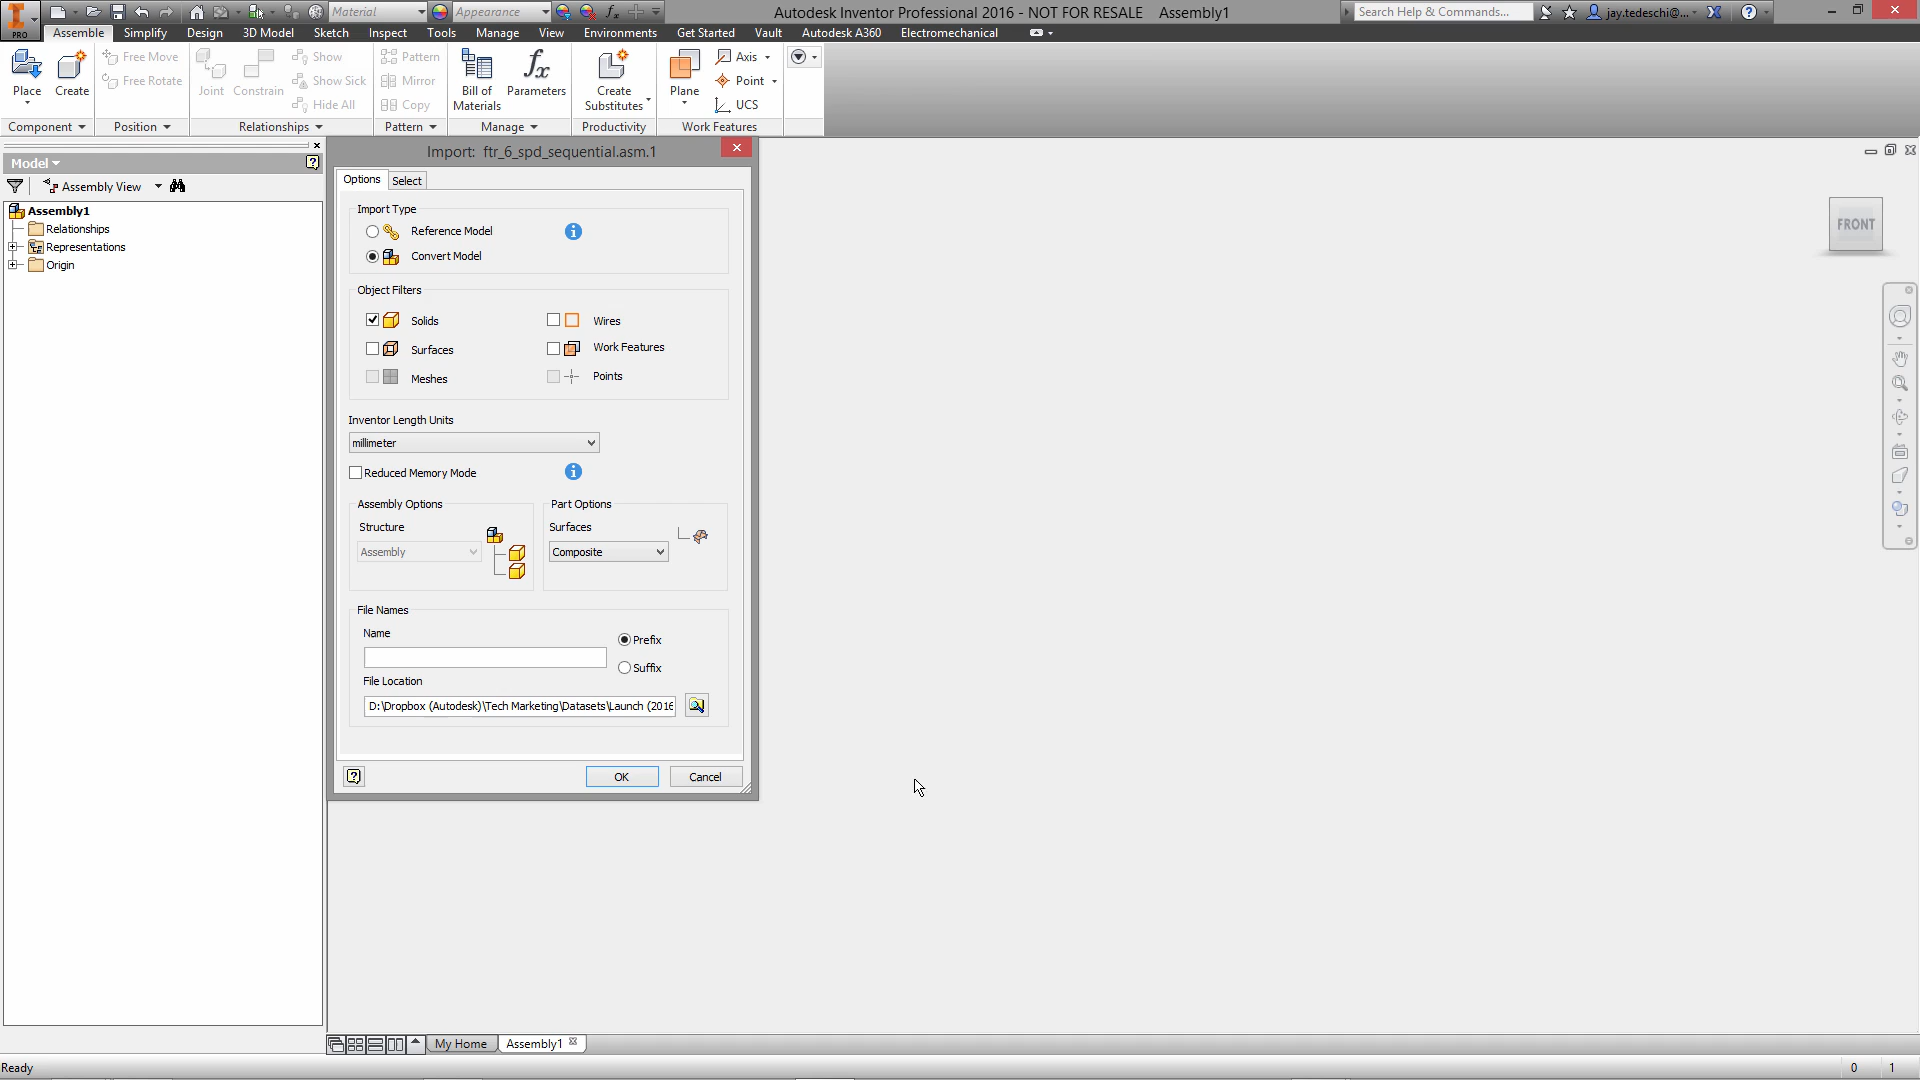 Material
Appearance
Autodesk Inventor Professional 2016 - NOT FOR RESALE Assembly1
Search Help & Commands...
jay.tedeschi@...
PRO
Assemble Simplify Design 3D Model Sketch Inspect Tools Manage View Environments Get Started Vault Autodesk A360 Electromechanical
Place
Create
Free Move
Free Rotate
Joint
Constrain
Show
Show Sick
Hide All
Pattern
Mirror
Copy
Bill of
Materials
Parameters
Create
Substitutes
Plane
Axis
Point
UCS
Component Position Relationships Pattern Manage Productivity Work Features
Model
Assembly View
Assembly1
Relationships
Representations
Origin
Import: ftr_6_spd_sequential.asm.1
Options Select
Import Type
Reference Model
Convert Model
Object Filters
Solids Wires
Surfaces Work Features
Meshes Points
Inventor Length Units
millimeter
Reduced Memory Mode
Assembly Options Part Options
Structure Surfaces
Assembly Composite
File Names
Name
Prefix
Suffix
File Location
D:\Dropbox (Autodesk)\Tech Marketing\Datasets\Launch (2016
OK Cancel
FRONT
My Home Assembly1
Ready 0 1